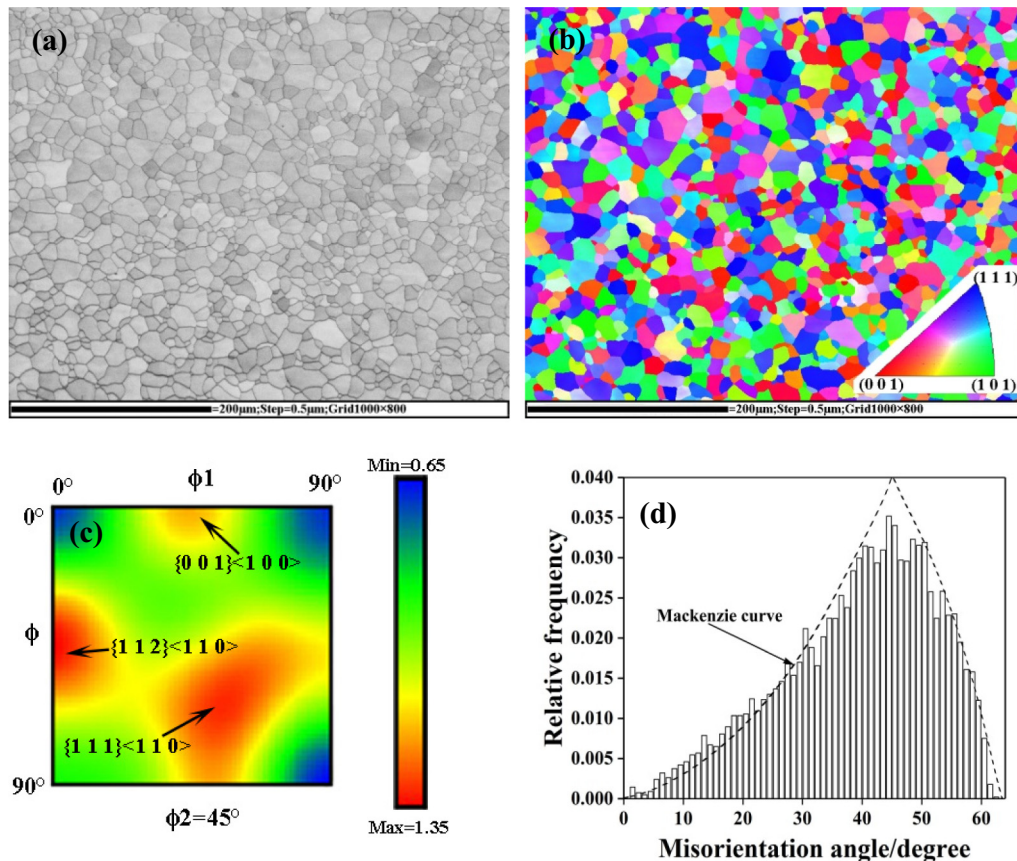 (a)
=200μm;Step=0.5μm;Grid1000×800
(b)
(1 1 1)
(0 0 1)
(1 0 1)
=200μm;Step=0.5μm;Grid1000×800
(c)
0°
ϕ1
90°
0°
ϕ
90°
{0 0 1}<1 0 0>
{1 1 2}<1 1 0>
{1 1 1}<1 1 0>
ϕ2=45°
Min=0.65
Max=1.35
(d)
Relative frequency
0.040
0.035
0.030
0.025
0.020
0.015
0.010
0.005
0.000
Mackenzie curve
0 10 20 30 40 50 60
Misorientation angle/degree